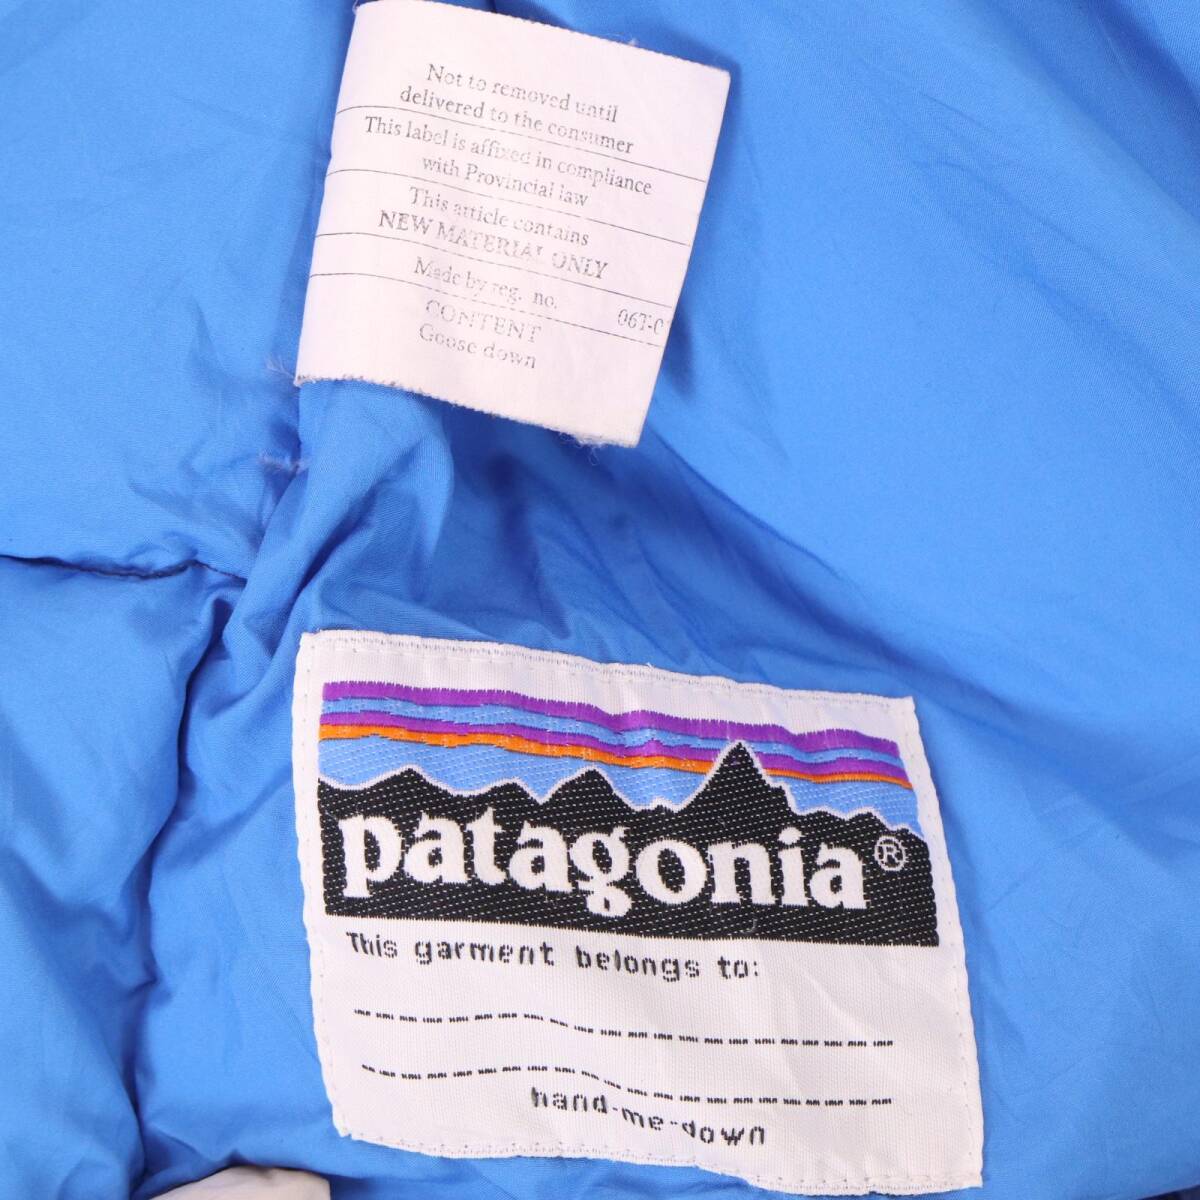 Not to removed until
delivered to the consumer
This label is affixed in compliance
with Provincial law
This article contains
NEW MATERIAL ONLY
Made by reg. no. 06T-0
CONTENT
Goose down
patagonia®
This garment belongs to:
hand-me-down